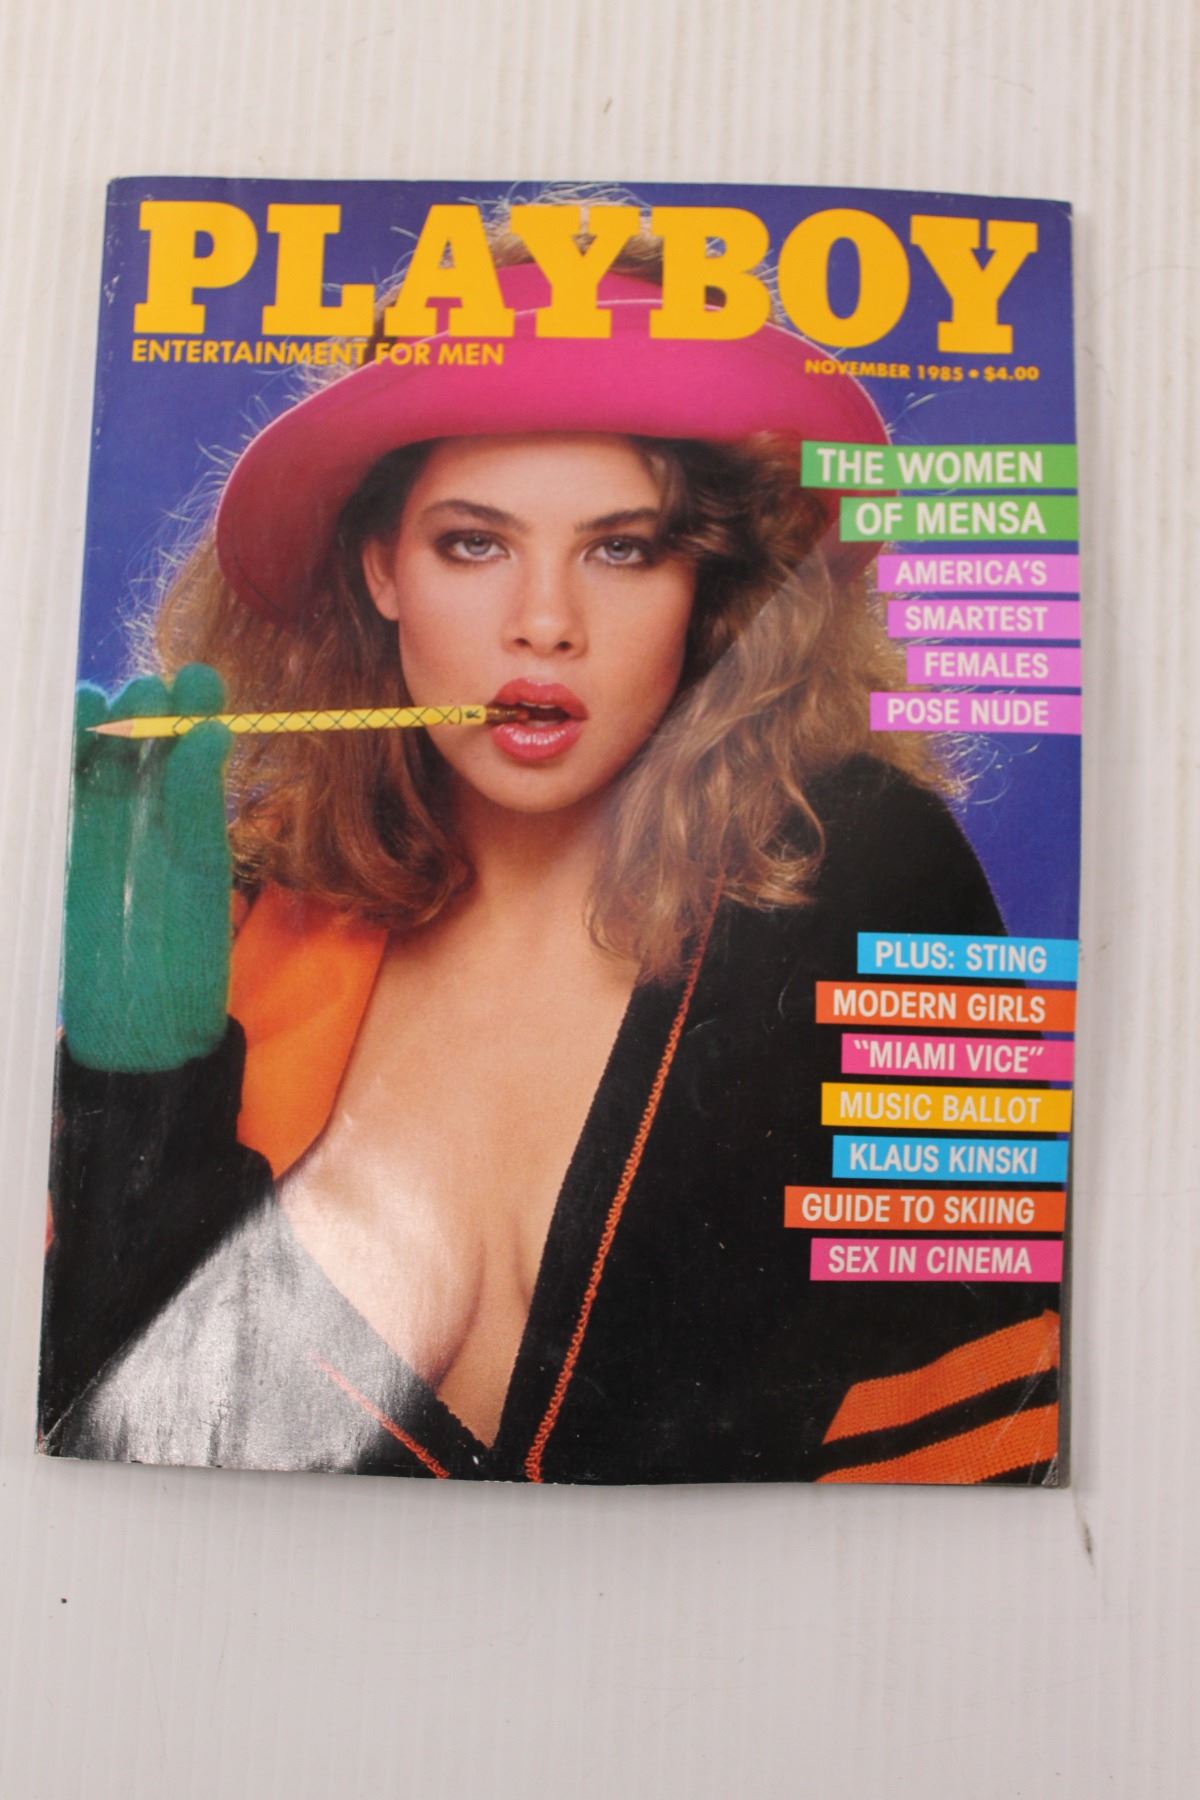 PLAYBOY
ENTERTAINMENT FOR MEN
NOVEMBER 1985 • $4.00
THE WOMEN
OF MENSA
AMERICA'S
SMARTEST
FEMALES
POSE NUDE
PLUS: STING
MODERN GIRLS
"MIAMI VICE"
MUSIC BALLOT
KLAUS KINSKI
GUIDE TO SKIING
SEX IN CINEMA